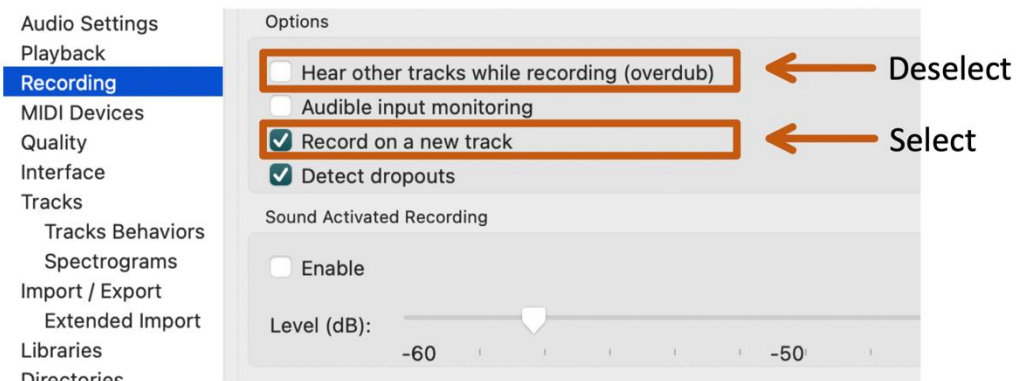 Audio Settings
Playback
Recording
MIDI Devices
Quality
Interface
Tracks
Tracks Behaviors
Spectrograms
Import / Export
Extended Import
Libraries
Directories
Options
Hear other tracks while recording (overdub)
Deselect
Audible input monitoring
Record on a new track
Select
Detect dropouts
Sound Activated Recording
Enable
Level (dB):
-60
-50